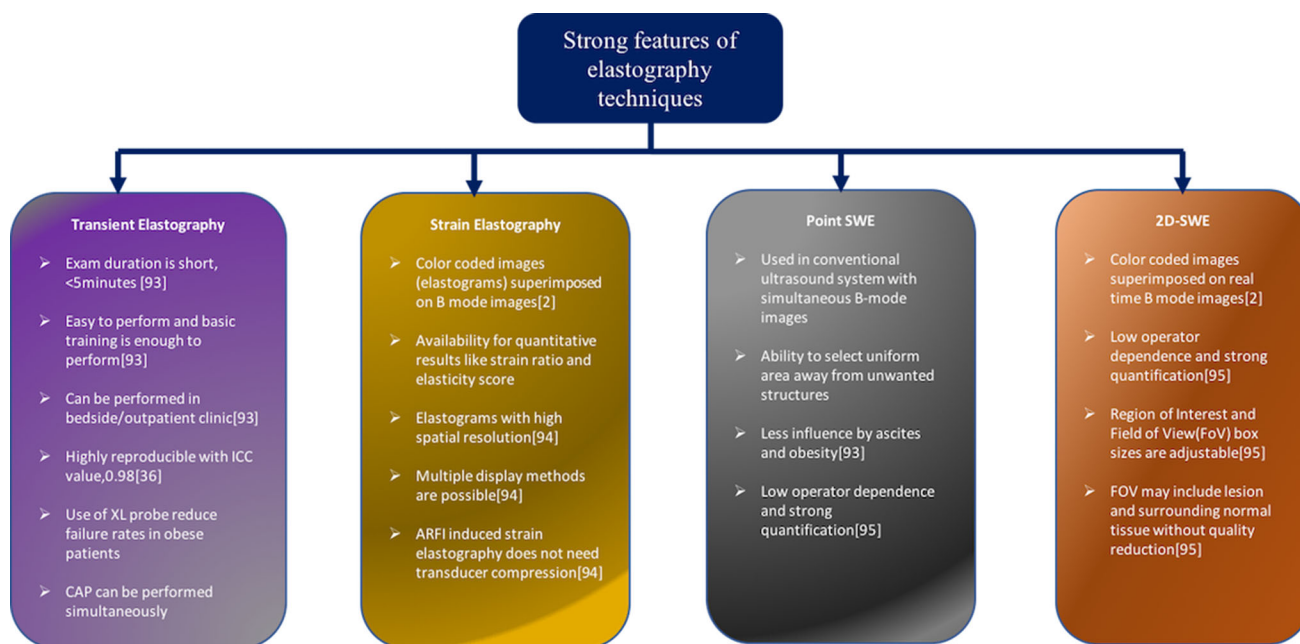 Strong features of
elastography
techniques
Transient Elastography
➢ Exam duration is short,
<5minutes [93)
➢ Easy to perform and basic
training is enough to
perform[93)
➢ Can be performed in
bedside/outpatient clinic[93)
➢ Highly reproducible with ICC
value,0.98[36]
➢ Use of XL probe reduce
failure rates in obese
patients
➢ CAP can be performed
simultaneously
Strain Elastography
➢ Color coded images
(elastograms) superimposed
on B mode images[2]
➢ Availability for quantitative
results like strain ratio and
elasticity score
➢ Elastograms with high
spatial resolution[94)
➢ Multiple display methods
are possible[94)
➢ ARFI induced strain
elastography does not need
transducer compression[94)
Point SWE
➢ Used in conventional
ultrasound system with
simultaneous B-mode
images
➢ Ability to select uniform
area away from unwanted
structures
➢ Less influence by ascites
and obesity[93)
➢ Low operator dependence
and strong
quantification[95)
2D-SWE
➢ Color coded images
superimposed on real
time B mode images[2]
➢ Low operator
dependence and strong
quantification[95)
➢ Region of Interest and
Field of View(FoV) box
sizes are adjustable[95)
➢ FOV may include lesion
and surrounding normal
tissue without quality
reduction[95)